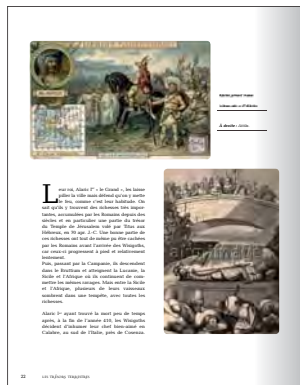 À droite :
Leur roi, Alaric Iᵉʳ « le Grand », les laisse
piller la ville mais défend qu'on y mette
le feu, comme c'est leur habitude. On
sait qu'ils y trouvent des richesses très impor-
tantes, accumulées par les Romains depuis des
siècles et en particulier une partie du trésor
du Temple de Jérusalem volé par Titus aux
Hébreux, en 70 apr. J.-C. Une bonne partie de
ces richesses ont tout de même pu être cachées
par les Romains avant l'arrivée des Wisigoths,
car ceux-ci progressent à pied et relativement
lentement.
Puis, passant par la Campanie, ils descendent
dans le Bruttium et atteignent la Lucanie, la
Sicile et l'Afrique où ils continuent de com-
mettre les mêmes ravages. Mais entre la Sicile
et l'Afrique, plusieurs de leurs vaisseaux
sombrent dans une tempête, avec toutes les
richesses.
Alaric Iᵉʳ ayant trouvé la mort peu de temps
après, à la fin de l'année 410, les Wisigoths
décident d'inhumer leur chef bien-aimé en
Calabre, au sud de l'Italie, près de Cosenza.
22